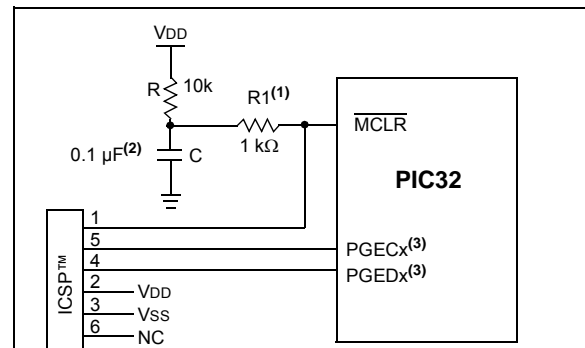 VDD
R 10k
R1(1)
1 kΩ
0.1 µF(2) C
MCLR
PIC32
PGECx(3)
PGEDx(3)
ICSP™
1
5
4
2 VDD
3 VSS
6 NC